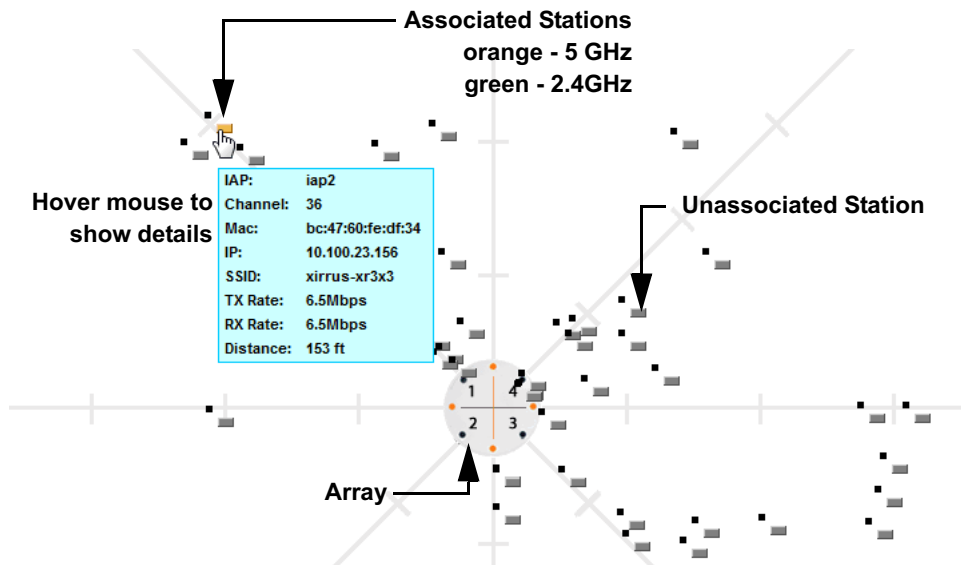 Associated Stations
orange - 5 GHz
green - 2.4GHz
Hover mouse to
show details
IAP: iap2
Channel: 36
Mac: bc:47:60:fe:df:34
IP: 10.100.23.156
SSID: xirrus-xr3x3
TX Rate: 6.5Mbps
RX Rate: 6.5Mbps
Distance: 153 ft
Unassociated Station
1 4
2 3
Array